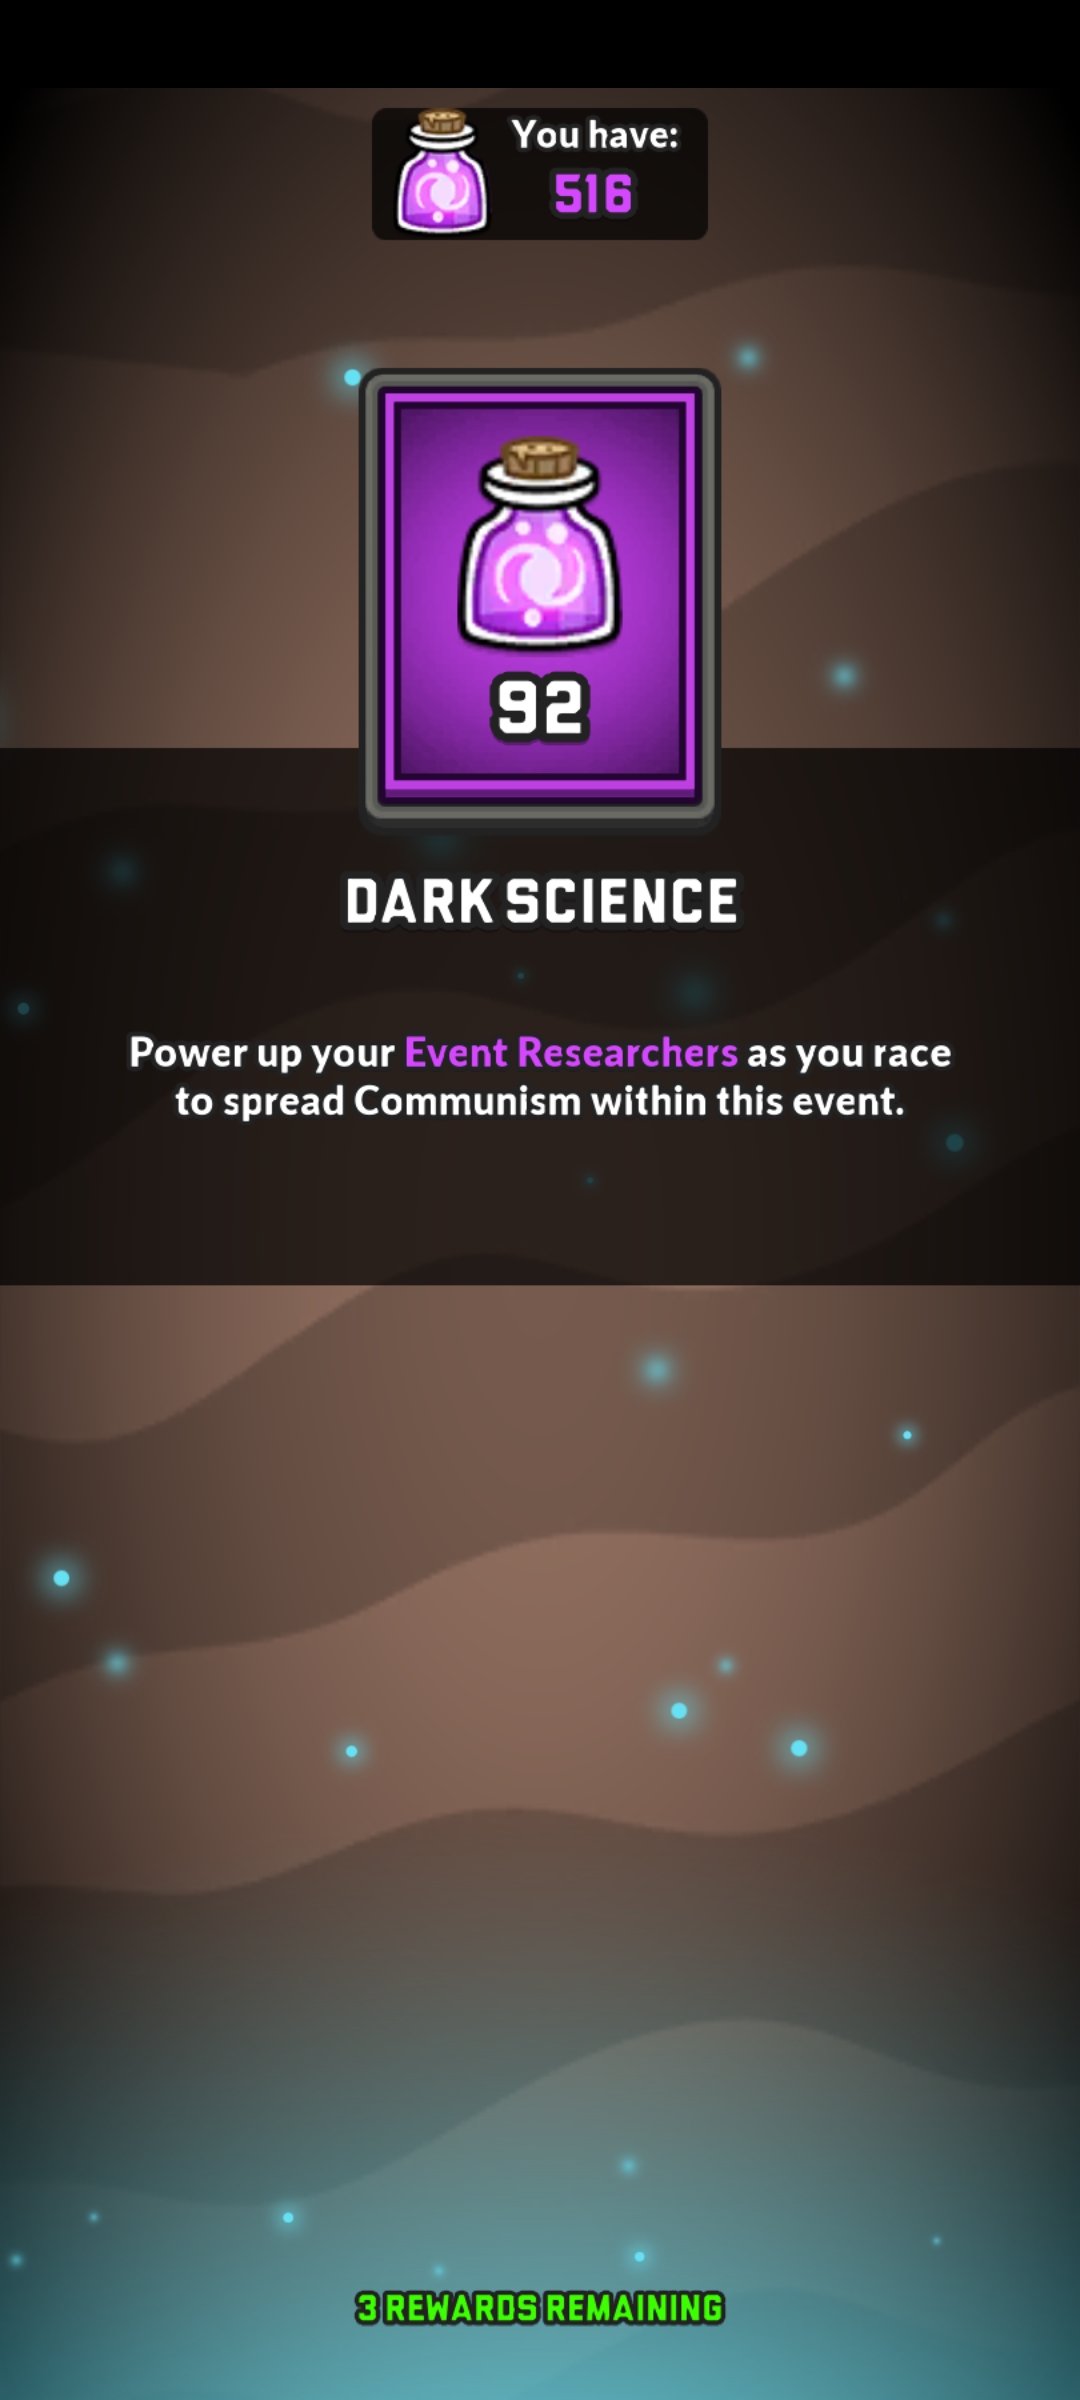 You have:
516
92
DARK SCIENCE
Power up your Event Researchers as you race
to spread Communism within this event.
3 REWARDS REMAINING